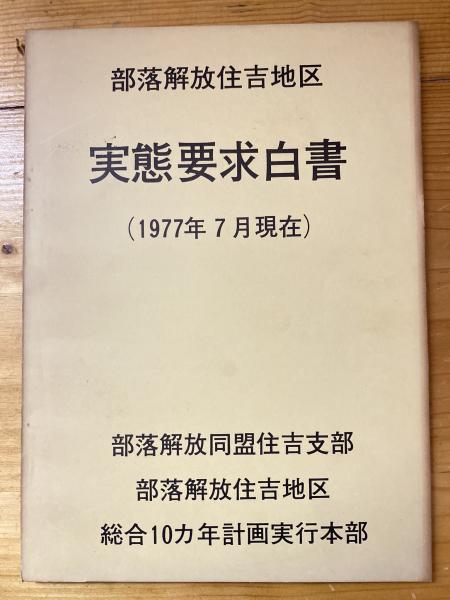 部落解放住吉地区
実態要求白書
(1977年7月現在)
部落解放同盟住吉支部
部落解放住吉地区
総合10カ年計画実行本部